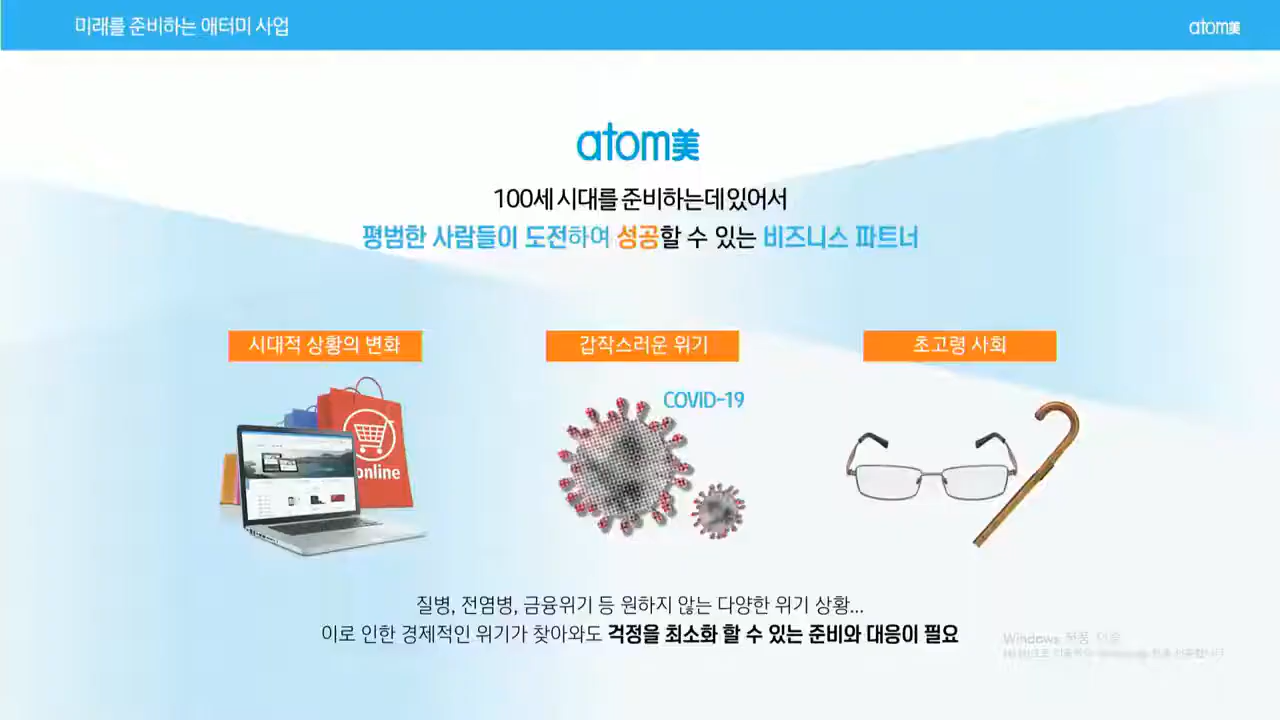 미래를 준비하는 애터미 사업
atom美
atom美
100세 시대를 준비하는데 있어서
평범한 사람들이 도전하여 성공할 수 있는 비즈니스 파트너
시대적 상황의 변화
갑작스러운 위기
초고령 사회
COVID-19
online
질병, 전염병, 금융위기 등 원하지 않는 다양한 위기 상황...
이로 인한 경제적인 위기가 찾아와도 걱정을 최소화 할 수 있는 준비와 대응이 필요
Windows 정품 인증